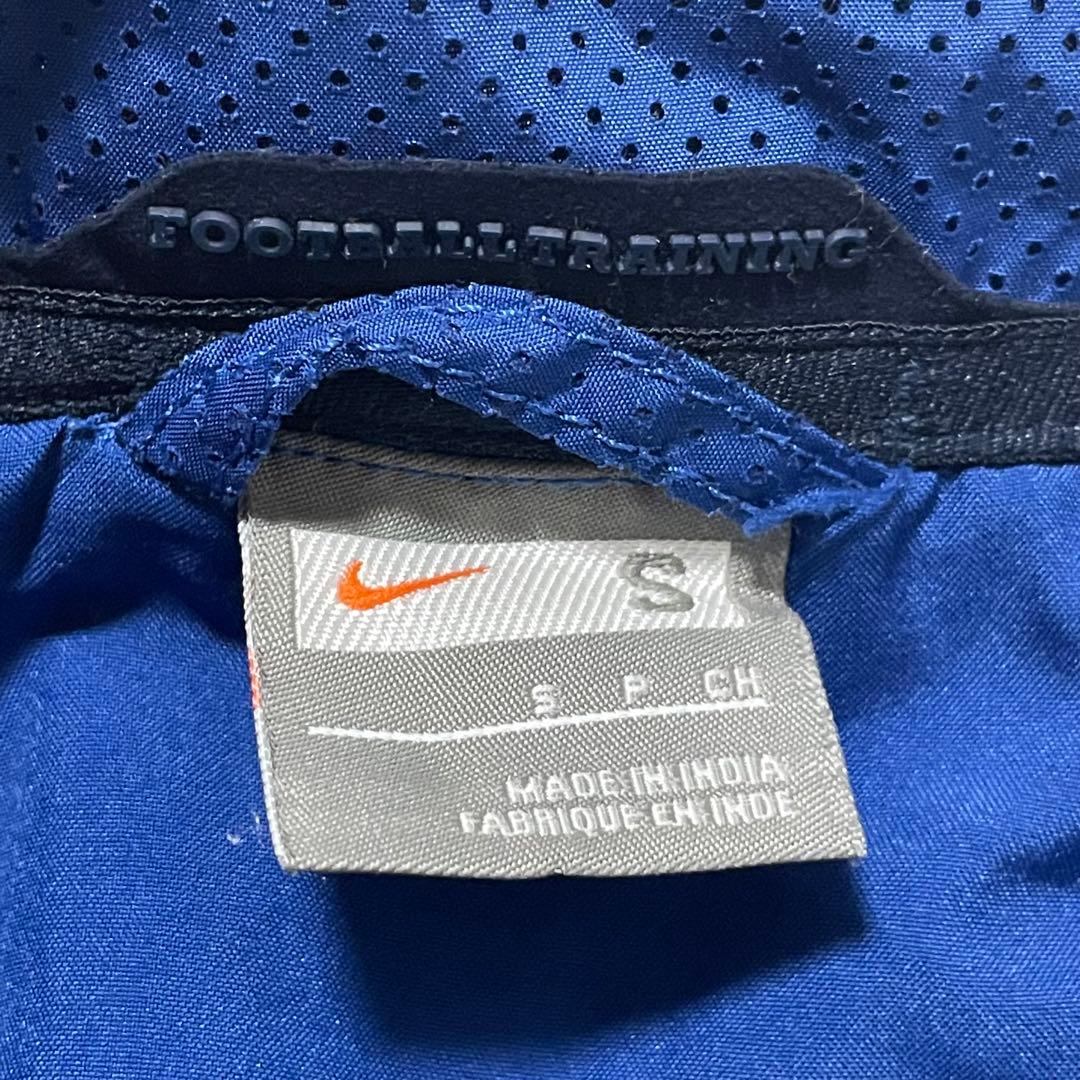 FOOTBALL TRAINING
S
S P CH
MADE IN INDIA
FABRIQUE EN INDE